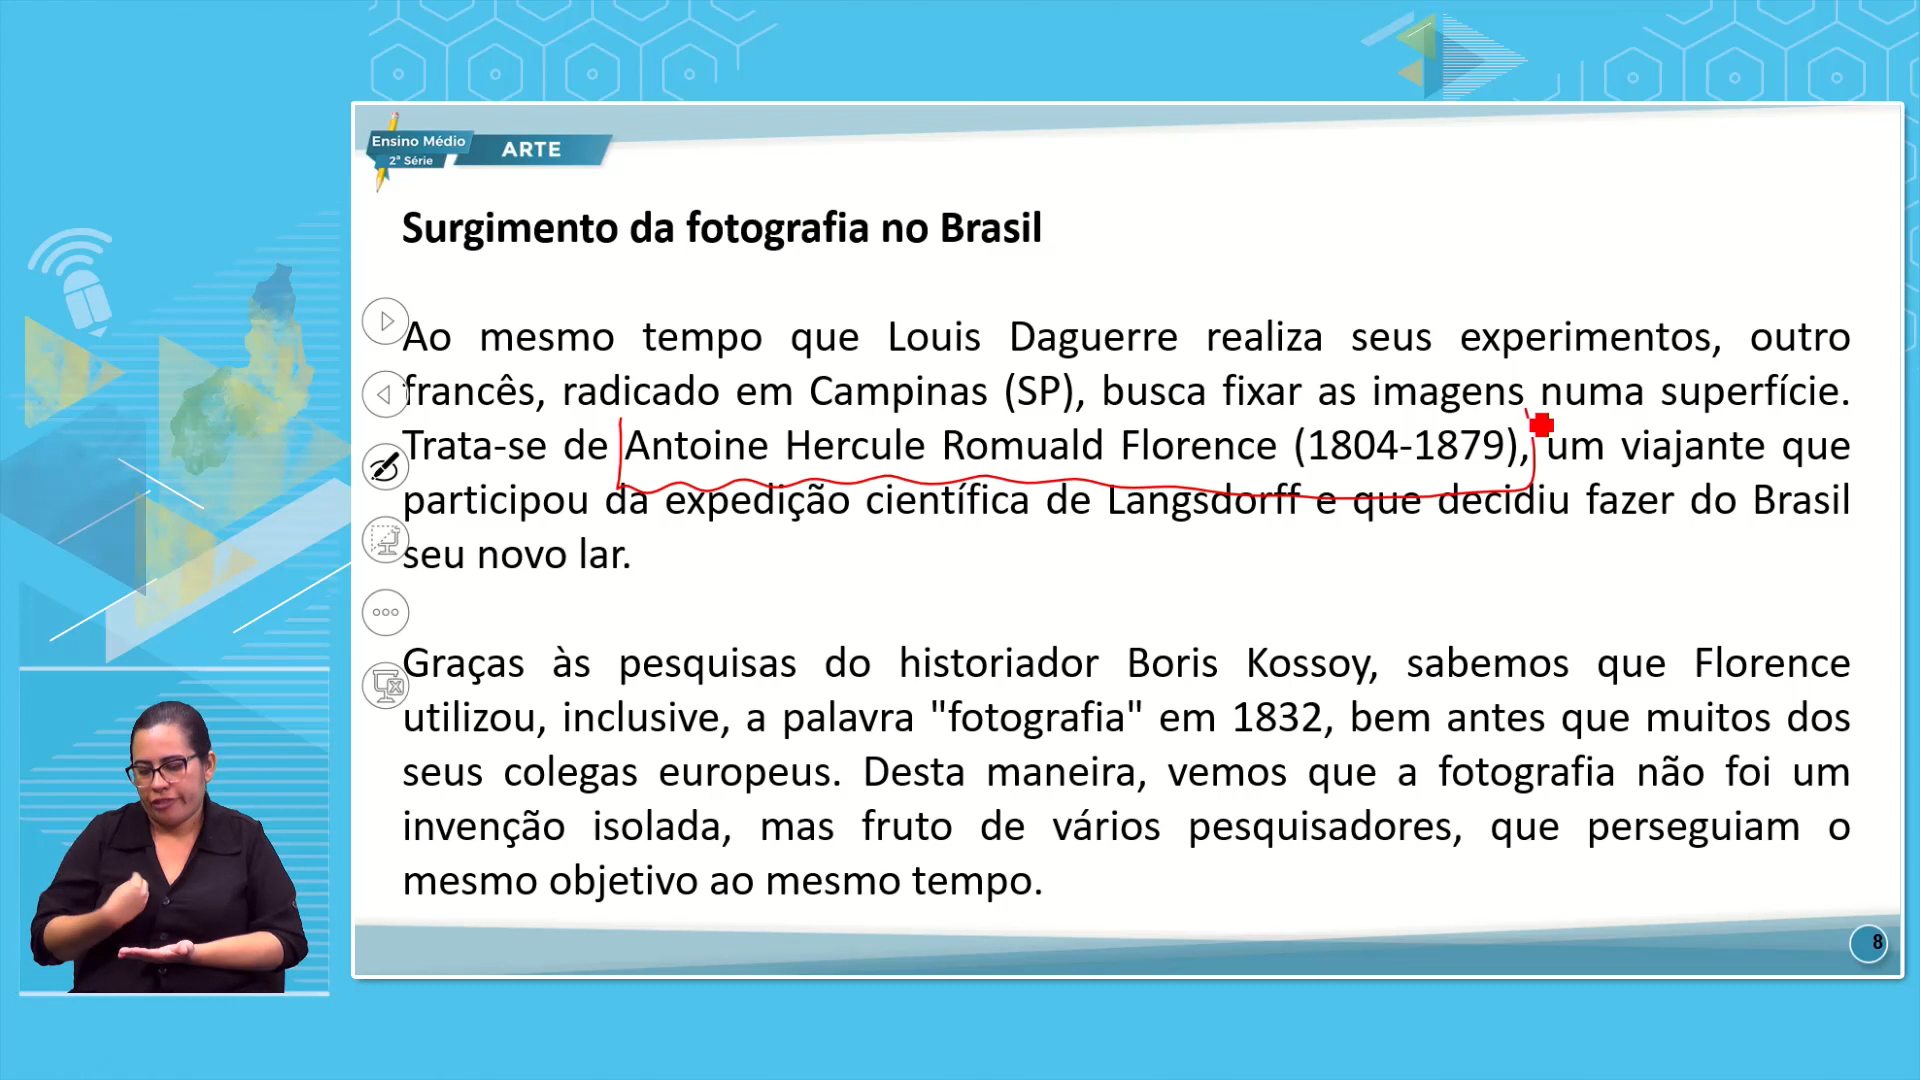 Ensino Médio
2ª Série
ARTE
Surgimento da fotografia no Brasil
Ao mesmo tempo que Louis Daguerre realiza seus experimentos, outro
francês, radicado em Campinas (SP), busca fixar as imagens numa superfície.
Trata-se de Antoine Hercule Romuald Florence (1804-1879), um viajante que
participou da expedição científica de Langsdorff e que decidiu fazer do Brasil
seu novo lar.
Graças às pesquisas do historiador Boris Kossoy, sabemos que Florence
utilizou, inclusive, a palavra "fotografia" em 1832, bem antes que muitos dos
seus colegas europeus. Desta maneira, vemos que a fotografia não foi um
invenção isolada, mas fruto de vários pesquisadores, que perseguiam o
mesmo objetivo ao mesmo tempo.
8